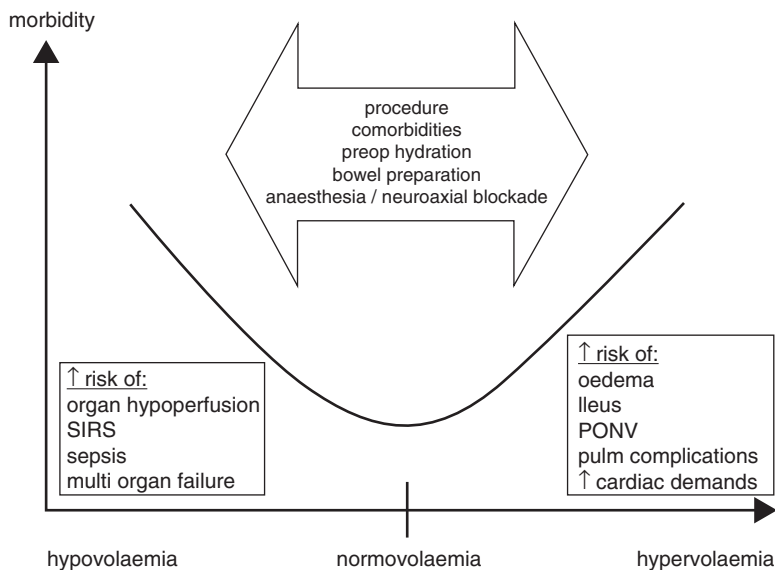 morbidity
procedure
comorbidities
preop hydration
bowel preparation
anaesthesia / neuroaxial blockade
↑ risk of:
organ hypoperfusion
SIRS
sepsis
multi organ failure
↑ risk of:
oedema
lleus
PONV
pulm complications
↑ cardiac demands
hypovolaemia
normovolaemia
hypervolaemia